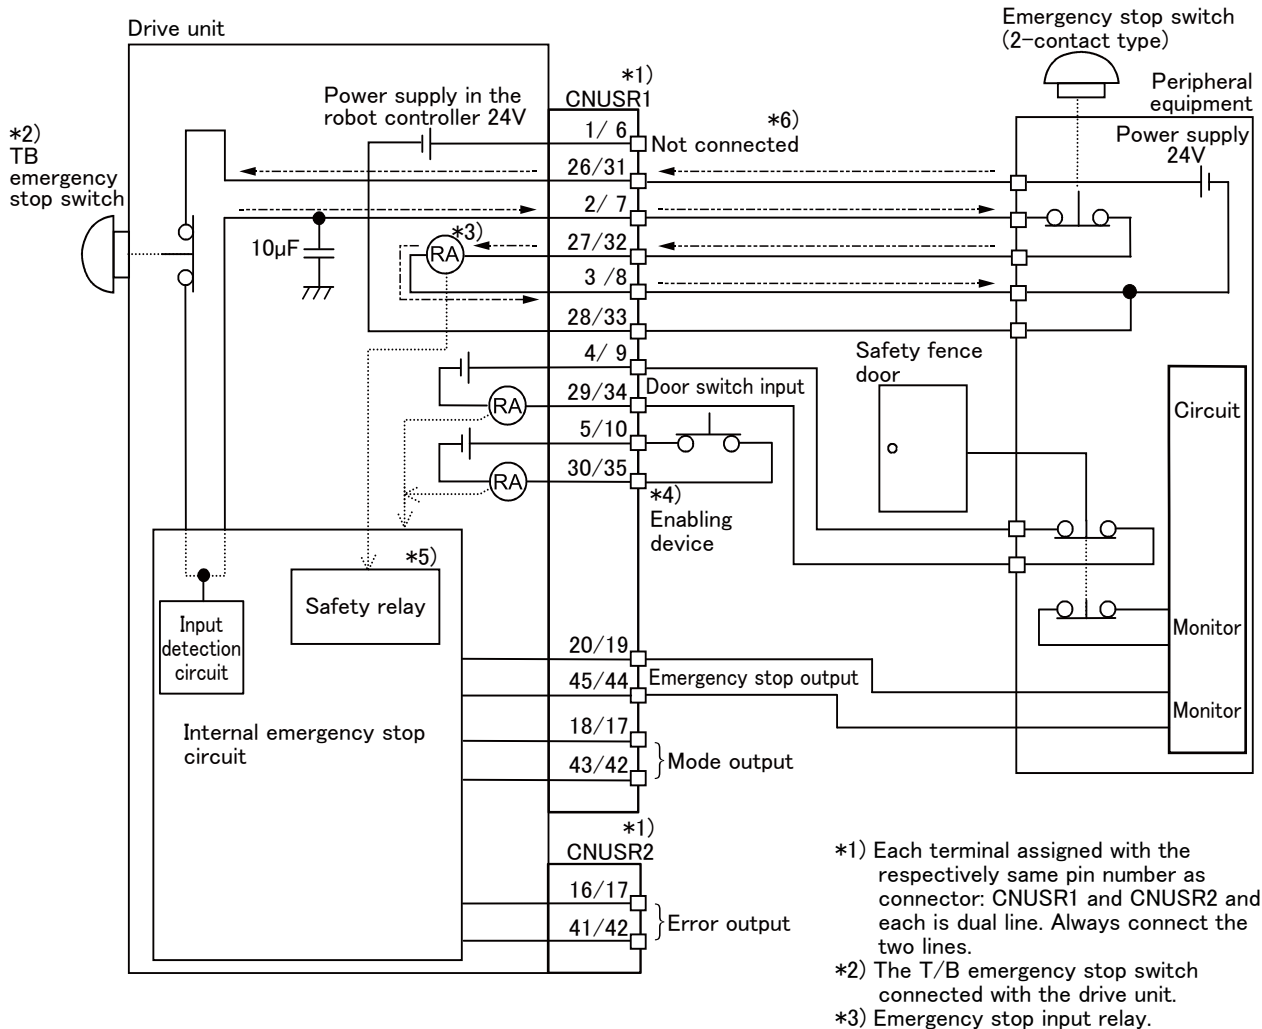 Drive unit
Emergency stop switch
(2-contact type)
*1)
CNUSR1
Peripheral
equipment
Power supply in the
robot controller 24V
1/ 6
*6)
Not connected
Power supply
24V
*2)
TB
emergency
stop switch
26/31
2/ 7
10μF
*3)
RA
27/32
3 /8
28/33
4/ 9
Safety fence
door
Door switch input
29/34
RA
Circuit
5/10
30/35
RA
*4)
Enabling
device
*5)
Safety relay
Input
detection
circuit
20/19
Monitor
45/44
Emergency stop output
Monitor
18/17
Internal emergency stop
circuit
43/42
Mode output
*1)
CNUSR2
16/17
41/42
Error output
*1) Each terminal assigned with the
respectively same pin number as
connector: CNUSR1 and CNUSR2 and
each is dual line. Always connect the
two lines.
*2) The T/B emergency stop switch
connected with the drive unit.
*3) Emergency stop input relay.